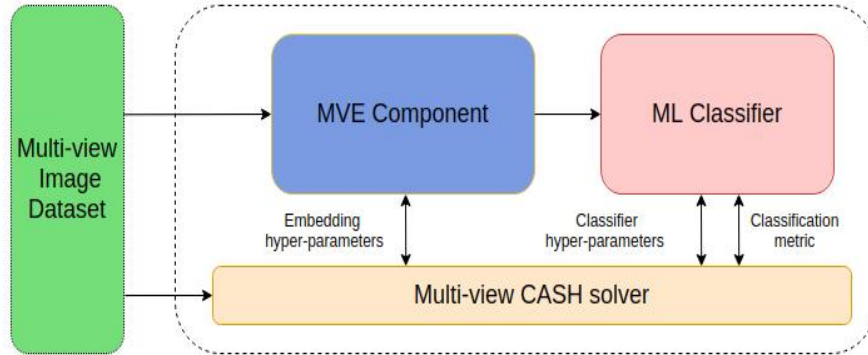 Multi-view
Image
Dataset
MVE Component
ML Classifier
Embedding
hyper-parameters
Classifier
hyper-parameters
Classification
metric
Multi-view CASH solver